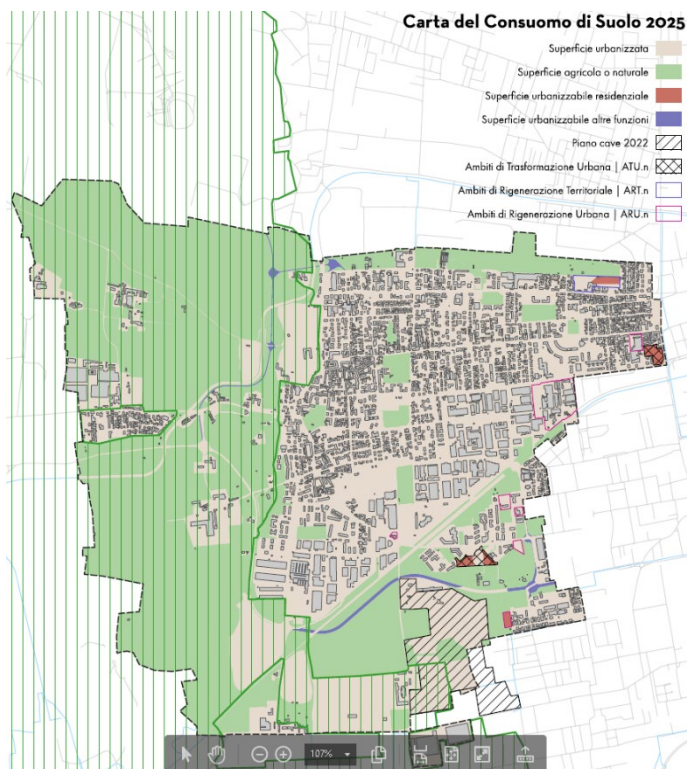 Carta del Consuomo di Suolo 2025
Superficie urbanizzata
Superficie agricola o naturale
Superficie urbanizzabile residenziale
Superficie urbanizzabile altre funzioni
Piano cave 2022
Ambiti di Trasformazione Urbana | ATU.n
Ambiti di Rigenerazione Territoriale | ART.n
Ambiti di Rigenerazione Urbana | ARU.n
107%